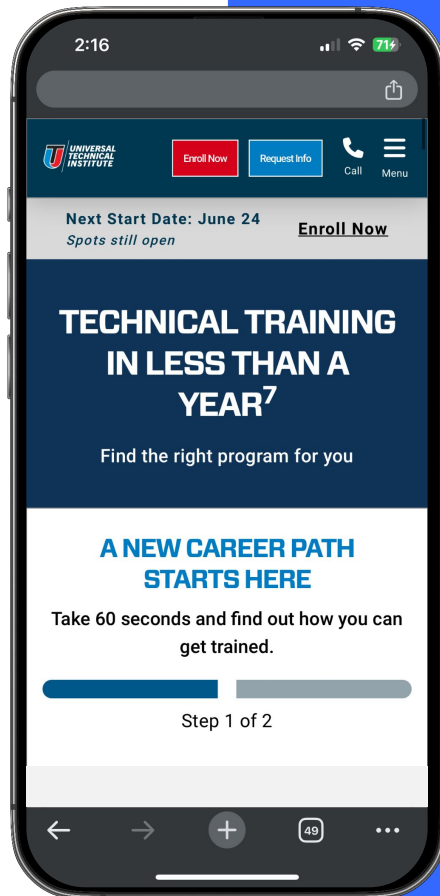 2:16
71
UNIVERSAL
TECHNICAL
INSTITUTE
Enroll Now
Request Info
Call
Menu
Next Start Date: June 24
Spots still open
Enroll Now
TECHNICAL TRAINING
IN LESS THAN A
YEAR⁷
Find the right program for you
A NEW CAREER PATH
STARTS HERE
Take 60 seconds and find out how you can
get trained.
Step 1 of 2
49